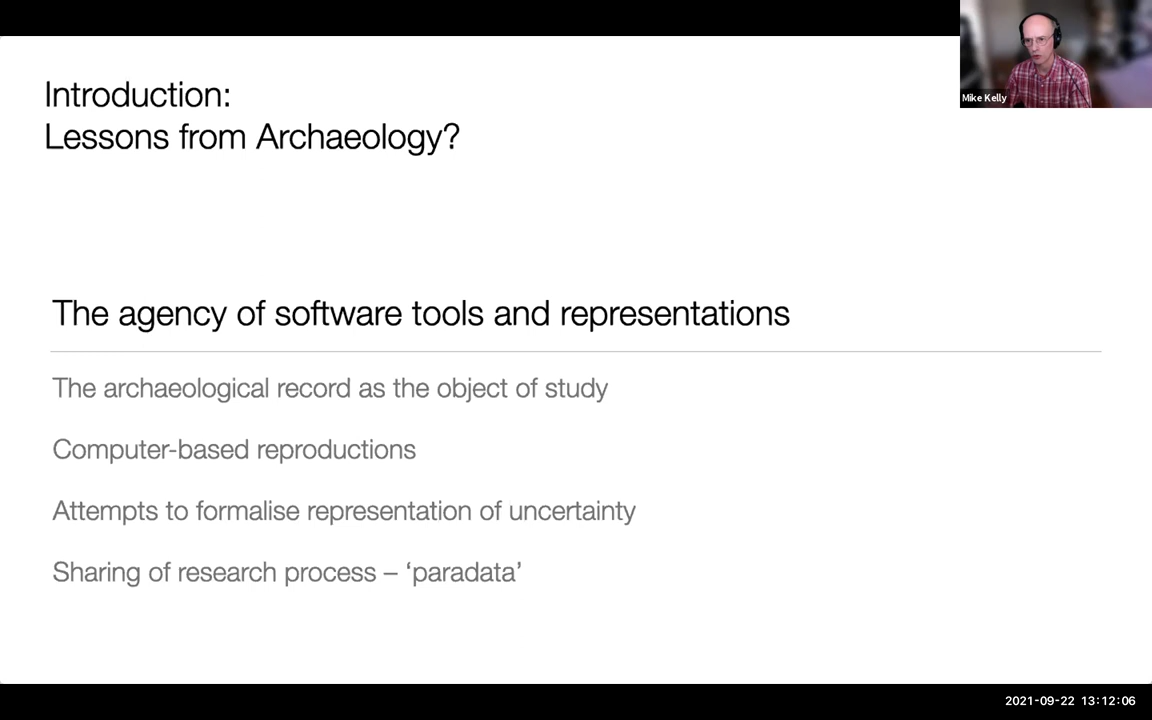 Introduction:
Lessons from Archaeology?
Mike Kelly
The agency of software tools and representations
The archaeological record as the object of study
Computer-based reproductions
Attempts to formalise representation of uncertainty
Sharing of research process – ‘paradata’
2021-09-22 13:12:06